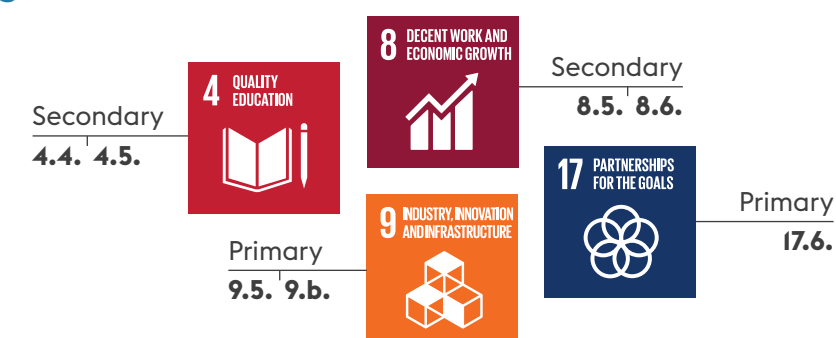 8 DECENT WORK AND
ECONOMIC GROWTH
Secondary
8.5. 8.6.
4 QUALITY
EDUCATION
Secondary
4.4. 4.5.
17 PARTNERSHIPS
FOR THE GOALS
Primary
17.6.
9 INDUSTRY, INNOVATION
AND INFRASTRUCTURE
Primary
9.5. 9.b.